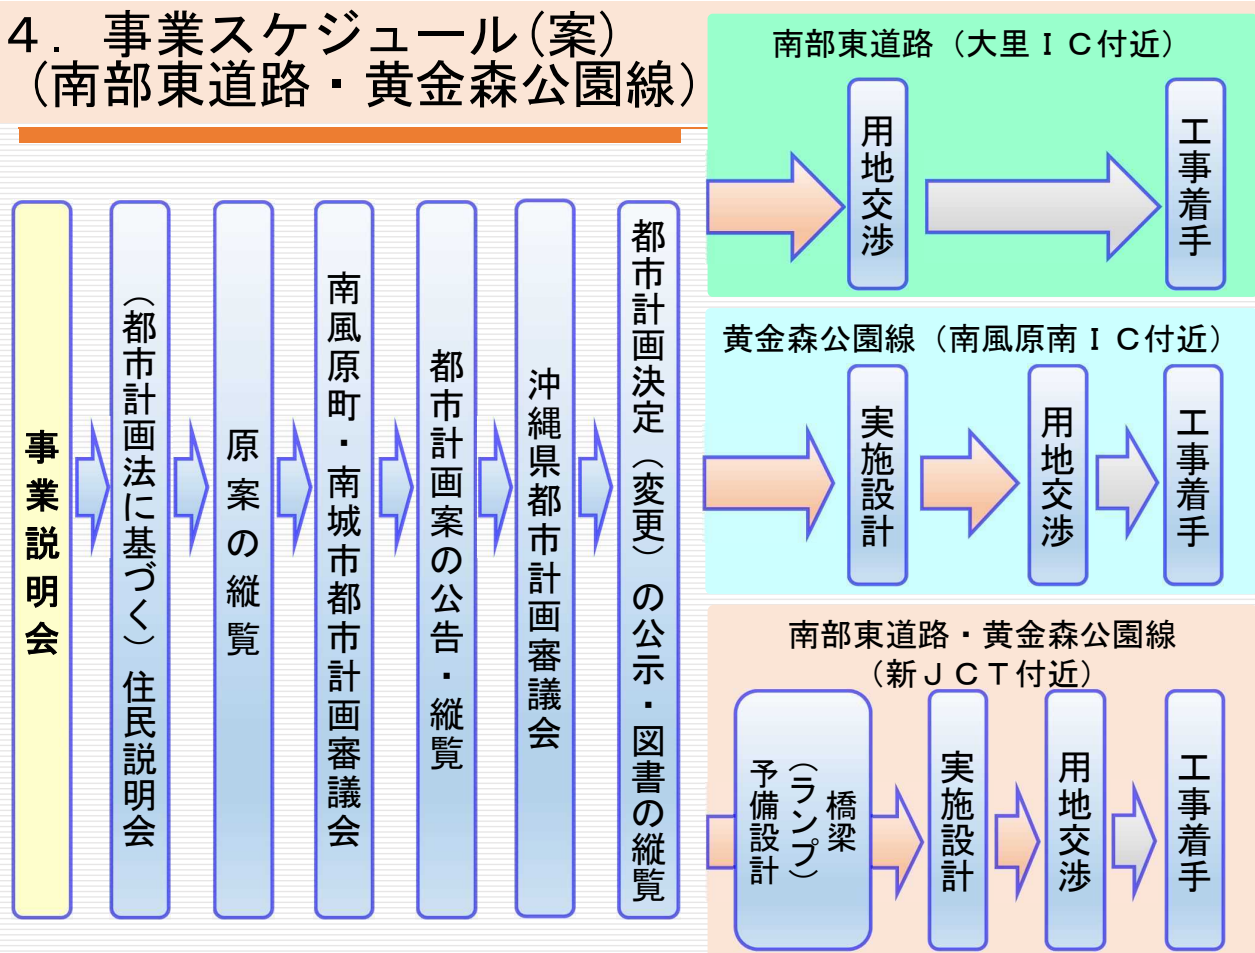 ４．事業スケジュール(案)
(南部東道路・黄金森公園線)
事業説明会
（都市計画法に基づく）住民説明会
原案の縦覧
南風原町・南城市都市計画審議会
都市計画案の公告・縦覧
沖縄県都市計画審議会
都市計画決定（変更）の公示・図書の縦覧
南部東道路（大里ＩＣ付近）
用地交渉
工事着手
黄金森公園線（南風原南ＩＣ付近）
実施設計
用地交渉
工事着手
南部東道路・黄金森公園線
（新ＪＣＴ付近）
橋梁
（ランプ）
予備設計
実施設計
用地交渉
工事着手